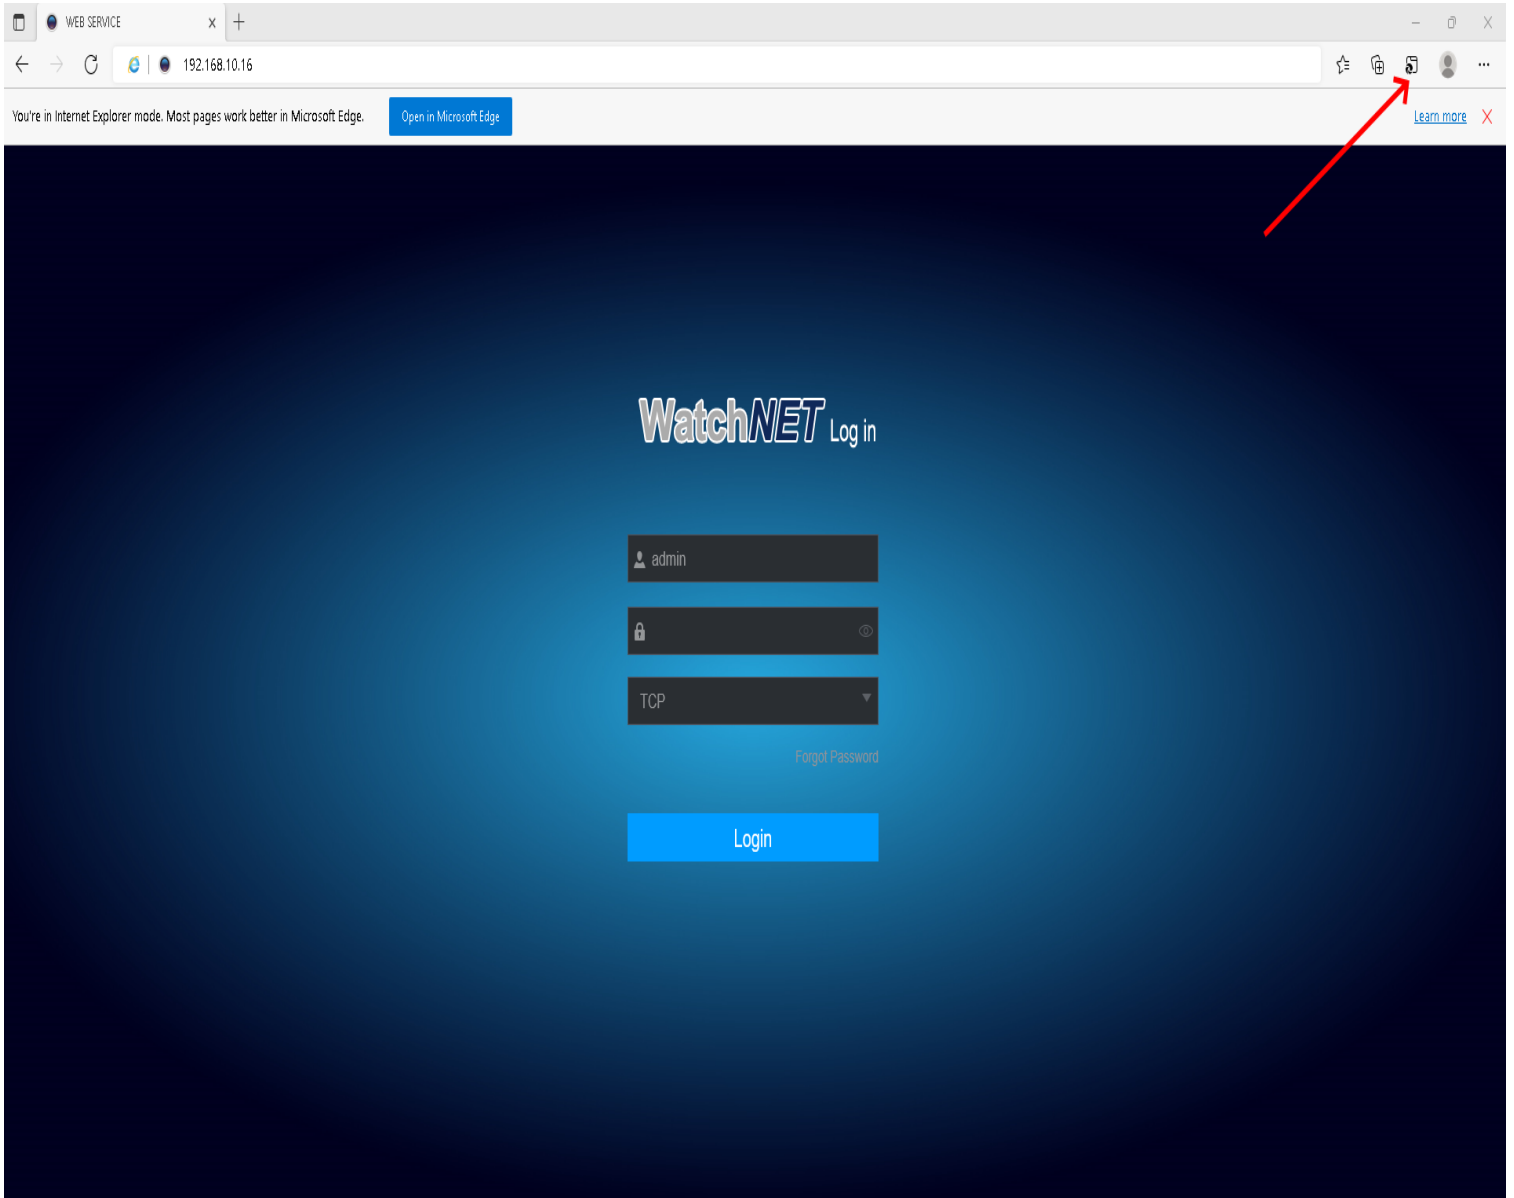 WEB SERVICE
192.168.10.16
You're in Internet Explorer mode. Most pages work better in Microsoft Edge. Open in Microsoft Edge Learn more
WatchNET Log in
admin
TCP
Forgot Password
Login